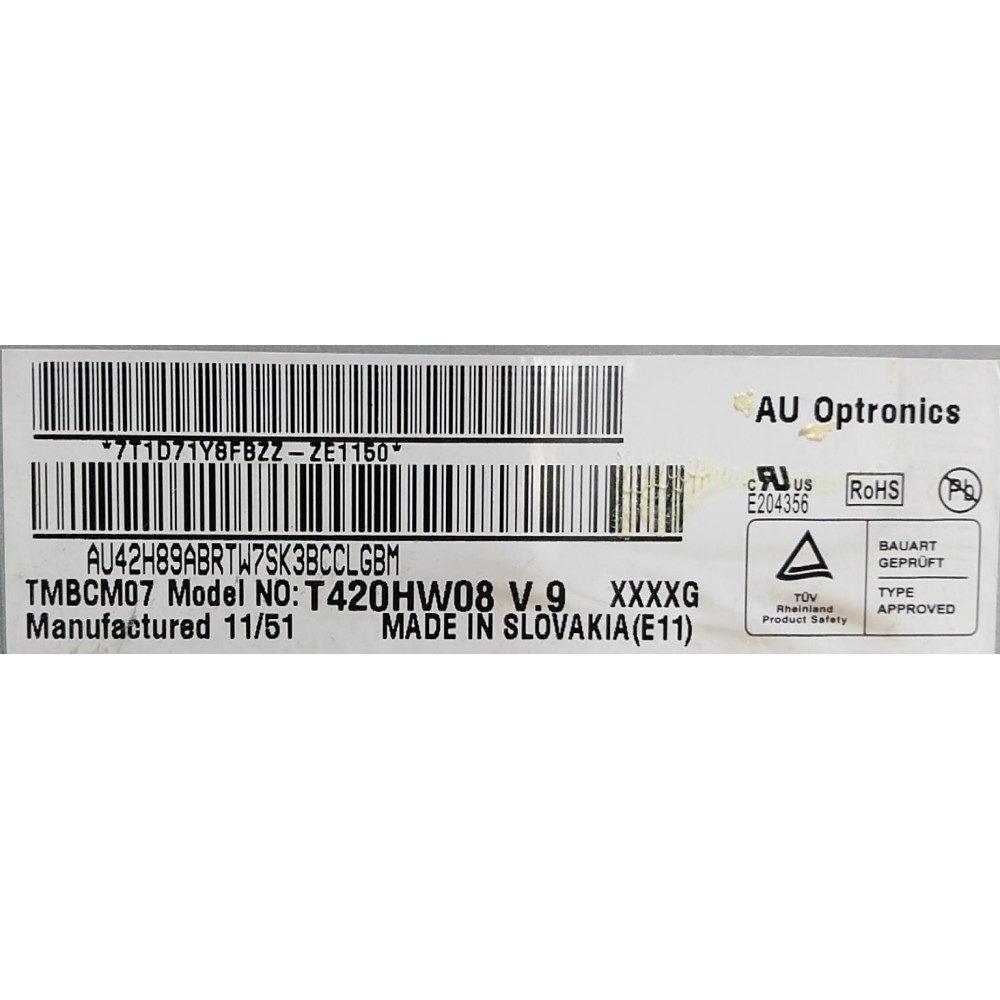 *7T1D71Y8FBZZ-ZE1150*
AU42H89ABRTW7SK3BCCLGBM
TMBCM07 Model NO: T420HW08 V.9 XXXXG
Manufactured 11/51 MADE IN SLOVAKIA(E11)
AU Optronics
c RU US
E204356
RoHS
Pb
TÜV
Rheinland
Product Safety
BAUART
GEPRÜFT
TYPE
APPROVED